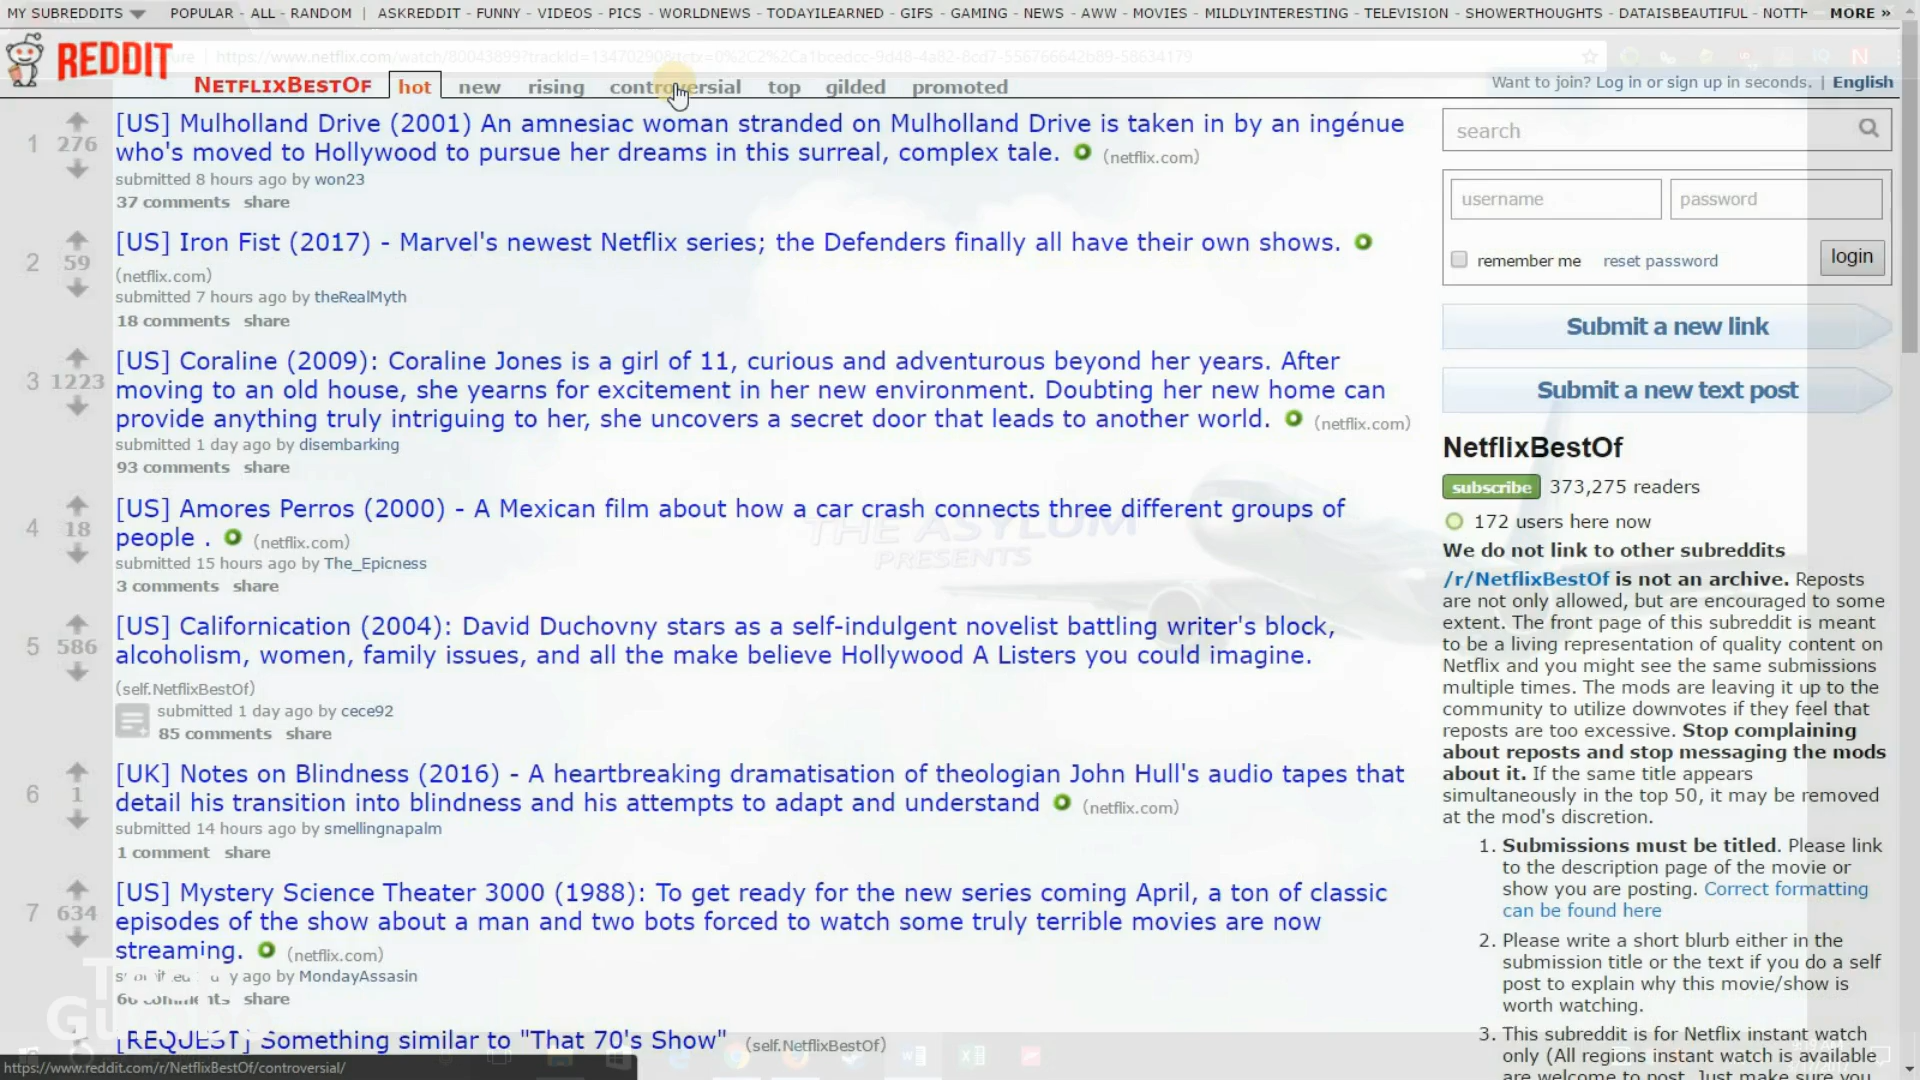 MY SUBREDDITS POPULAR - ALL - RANDOM | ASKREDDIT - FUNNY - VIDEOS - PICS - WORLDNEWS - TODAYILEARNED - GIFS - GAMING - NEWS - AWW - MOVIES - MILDLYINTERESTING - TELEVISION - SHOWERTHOUGHTS - DATAISBEAUTIFUL - NOTTH MORE »
REDDIT
NETFLIXBESTOF hot new rising controversial top gilded promoted
Want to join? Log in or sign up in seconds. | English
1 276 [US] Mulholland Drive (2001) An amnesiac woman stranded on Mulholland Drive is taken in by an ingénue
who's moved to Hollywood to pursue her dreams in this surreal, complex tale. (netflix.com)
submitted 8 hours ago by won23
37 comments share
2 59 [US] Iron Fist (2017) - Marvel's newest Netflix series; the Defenders finally all have their own shows.
(netflix.com)
submitted 7 hours ago by theRealMyth
18 comments share
3 1223 [US] Coraline (2009): Coraline Jones is a girl of 11, curious and adventurous beyond her years. After
moving to an old house, she yearns for excitement in her new environment. Doubting her new home can
provide anything truly intriguing to her, she uncovers a secret door that leads to another world. (netflix.com)
submitted 1 day ago by disembarking
93 comments share
4 18 [US] Amores Perros (2000) - A Mexican film about how a car crash connects three different groups of
people . (netflix.com)
submitted 15 hours ago by The_Epicness
3 comments share
THE ASYLUM
PRESENTS
5 586 [US] Californication (2004): David Duchovny stars as a self-indulgent novelist battling writer's block,
alcoholism, women, family issues, and all the make believe Hollywood A Listers you could imagine.
(self.NetflixBestOf)
submitted 1 day ago by cece92
85 comments share
6 1 [UK] Notes on Blindness (2016) - A heartbreaking dramatisation of theologian John Hull's audio tapes that
detail his transition into blindness and his attempts to adapt and understand (netflix.com)
submitted 14 hours ago by smellingnapalm
1 comment share
7 634 [US] Mystery Science Theater 3000 (1988): To get ready for the new series coming April, a ton of classic
episodes of the show about a man and two bots forced to watch some truly terrible movies are now
streaming. (netflix.com)
ago by MondayAssasin
share
[REQUEST] Something similar to "That 70's Show" (self.NetflixBestOf)
https://www.reddit.com/r/NetflixBestOf/controversial/
search
username password
remember me reset password login
Submit a new link
Submit a new text post
NetflixBestOf
subscribe 373,275 readers
172 users here now
We do not link to other subreddits
/r/NetflixBestOf is not an archive. Reposts
are not only allowed, but are encouraged to some
extent. The front page of this subreddit is meant
to be a living representation of quality content on
Netflix and you might see the same submissions
multiple times. The mods are leaving it up to the
community to utilize downvotes if they feel that
reposts are too excessive. Stop complaining
about reposts and stop messaging the mods
about it. If the same title appears
simultaneously in the top 50, it may be removed
at the mod's discretion.
1. Submissions must be titled. Please link
to the description page of the movie or
show you are posting. Correct formatting
can be found here
2. Please write a short blurb either in the
submission title or the text if you do a self
post to explain why this movie/show is
worth watching.
3. This subreddit is for Netflix instant watch
only (All regions instant watch is available
are welcome to post. Just make sure you